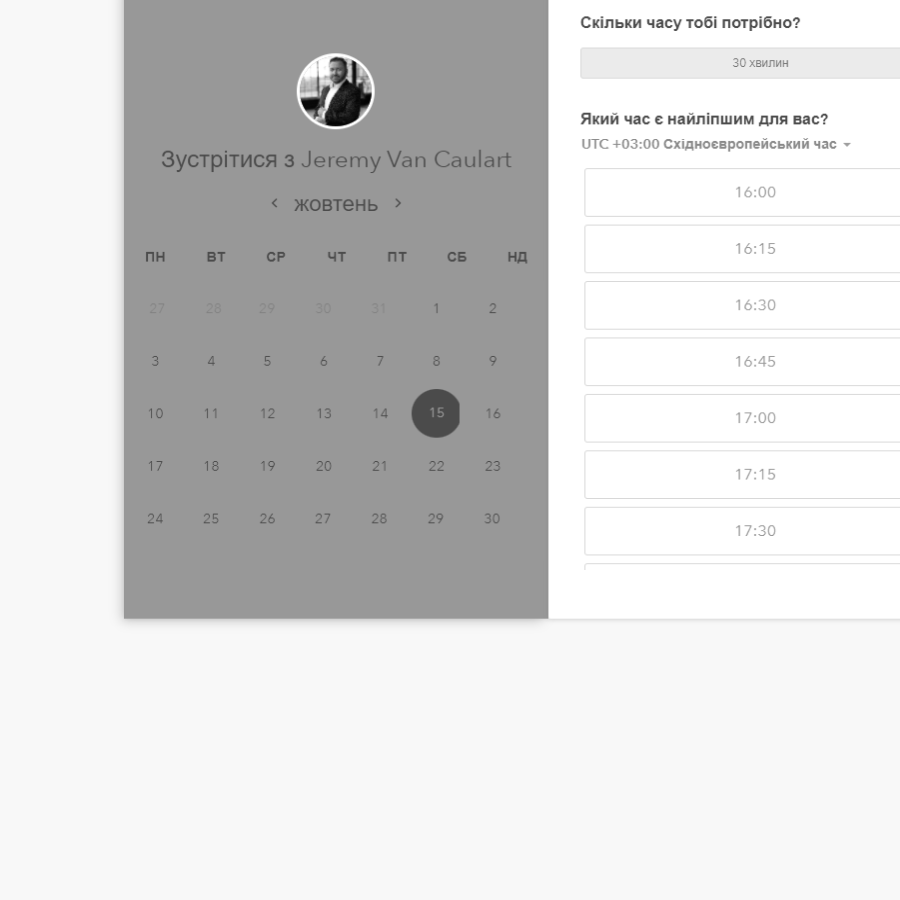 Зустрітися з Jeremy Van Caulart
жовтень
ПН ВТ СР ЧТ ПТ СБ НД
27 28 29 30 31 1 2
3 4 5 6 7 8 9
10 11 12 13 14 15 16
17 18 19 20 21 22 23
24 25 26 27 28 29 30
Скільки часу тобі потрібно?
30 хвилин
Який час є найліпшим для вас?
UTC +03:00 Східноєвропейський час
16:00
16:15
16:30
16:45
17:00
17:15
17:30